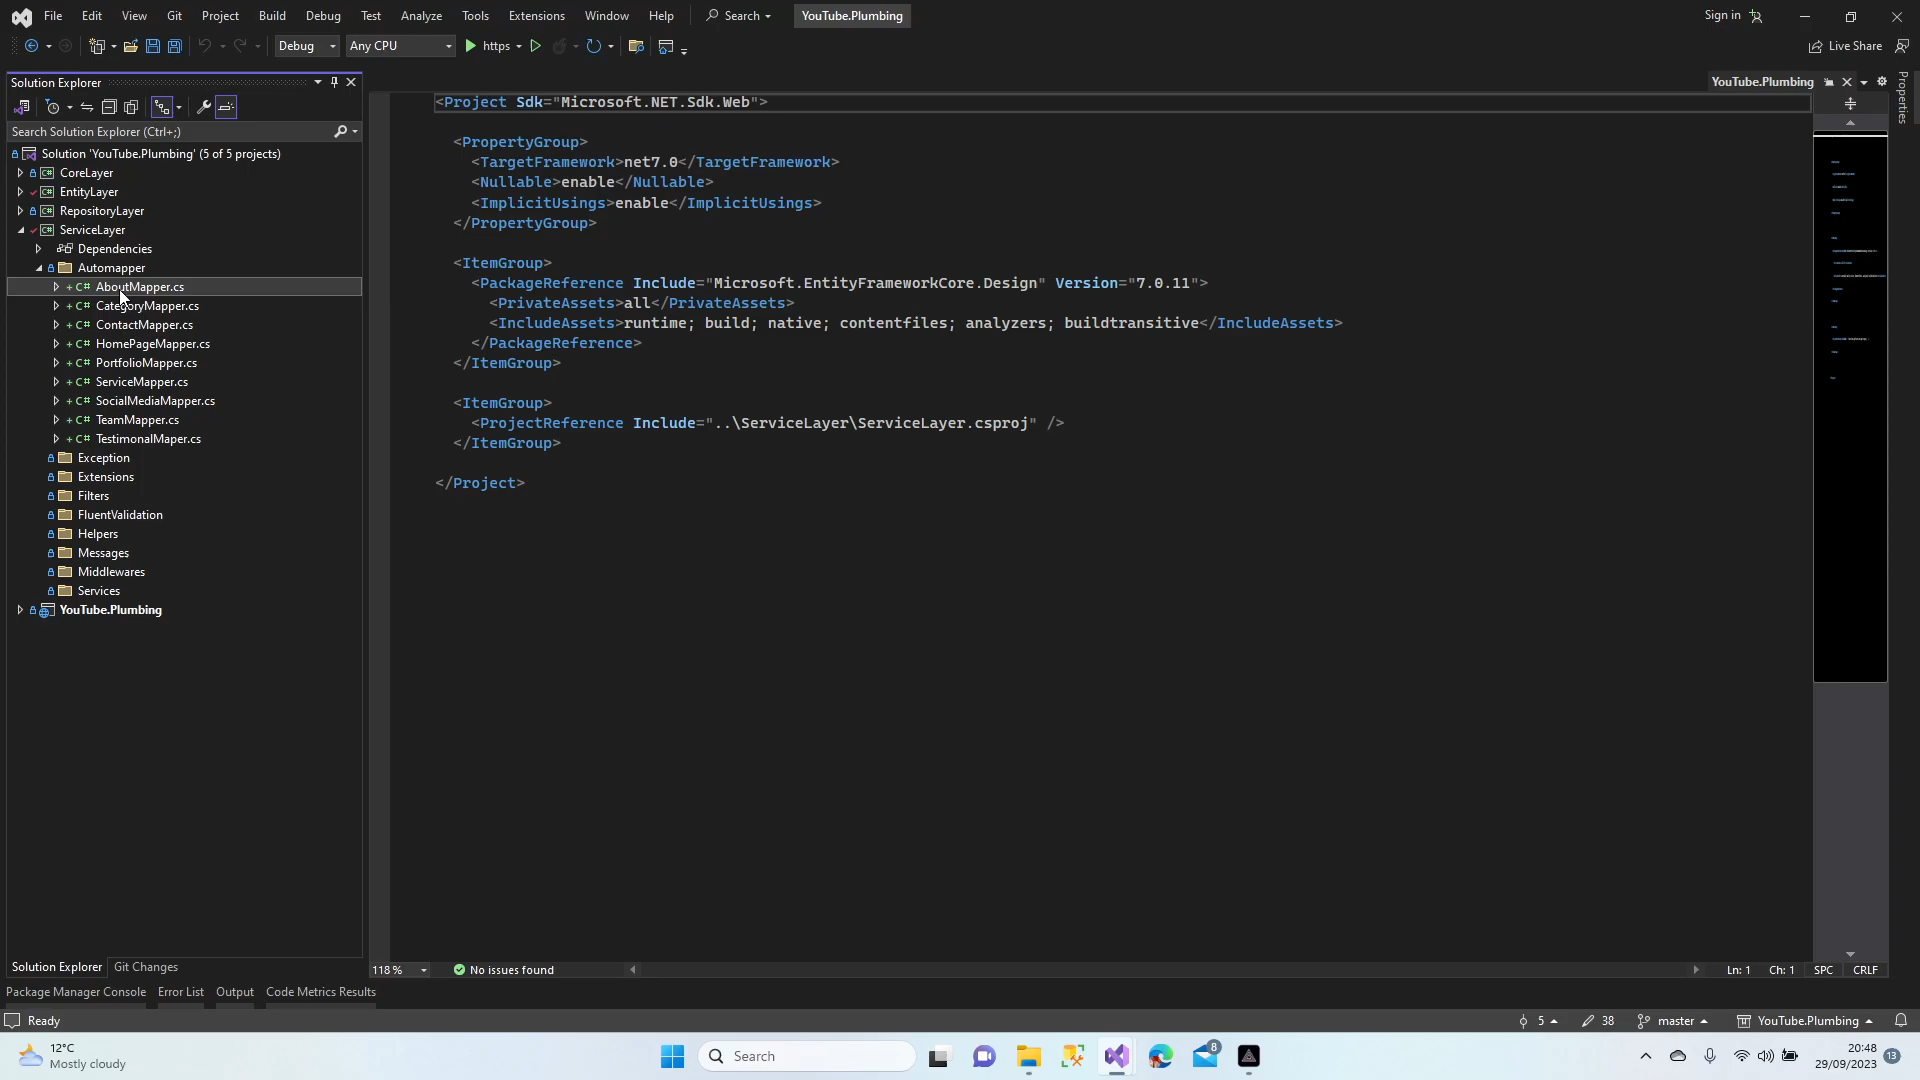 File Edit View Git Project Build Debug Test Analyze Tools Extensions Window Help Search YouTube.Plumbing Sign in
Debug Any CPU https Live Share
Solution Explorer
YouTube.Plumbing
Properties
Search Solution Explorer (Ctrl+;)
Solution 'YouTube.Plumbing' (5 of 5 projects)
CoreLayer
EntityLayer
RepositoryLayer
ServiceLayer
Dependencies
Automapper
+ C# AboutMapper.cs
+ C# CategoryMapper.cs
+ C# ContactMapper.cs
+ C# HomePageMapper.cs
+ C# PortfolioMapper.cs
+ C# ServiceMapper.cs
+ C# SocialMediaMapper.cs
+ C# TeamMapper.cs
+ C# TestimonalMaper.cs
Exception
Extensions
Filters
FluentValidation
Helpers
Messages
Middlewares
Services
YouTube.Plumbing
<Project Sdk="Microsoft.NET.Sdk.Web">
<PropertyGroup>
<TargetFramework>net7.0</TargetFramework>
<Nullable>enable</Nullable>
<ImplicitUsings>enable</ImplicitUsings>
</PropertyGroup>
<ItemGroup>
<PackageReference Include="Microsoft.EntityFrameworkCore.Design" Version="7.0.11">
<PrivateAssets>all</PrivateAssets>
<IncludeAssets>runtime; build; native; contentfiles; analyzers; buildtransitive</IncludeAssets>
</PackageReference>
</ItemGroup>
<ItemGroup>
<ProjectReference Include="..\ServiceLayer\ServiceLayer.csproj" />
</ItemGroup>
</Project>
Solution Explorer Git Changes
118 % No issues found Ln: 1 Ch: 1 SPC CRLF
Package Manager Console Error List Output Code Metrics Results
Ready 5 38 master YouTube.Plumbing
12°C
Mostly cloudy
Search
8
20:48
29/09/2023
13